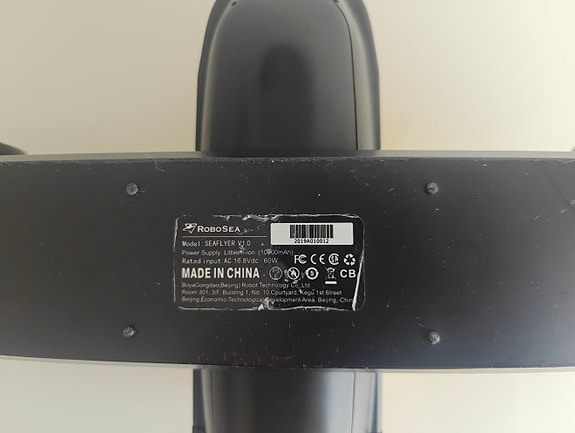 ROBOSEA
2019A010012
Model: SEAFLYER V1.0
Power Supply: Lithium-ion
Rated input:AC 16.8Vdc 60W
MADE IN CHINA
FC CE
CB
BoyaGongdao(Beijing) Robot Technology Co,.Ltd
Room 301, 3/F, Building 1, No: 10 Courtyard, Kegu 1st Street
Beijing Economic-Technological Development Area, Beijing, China